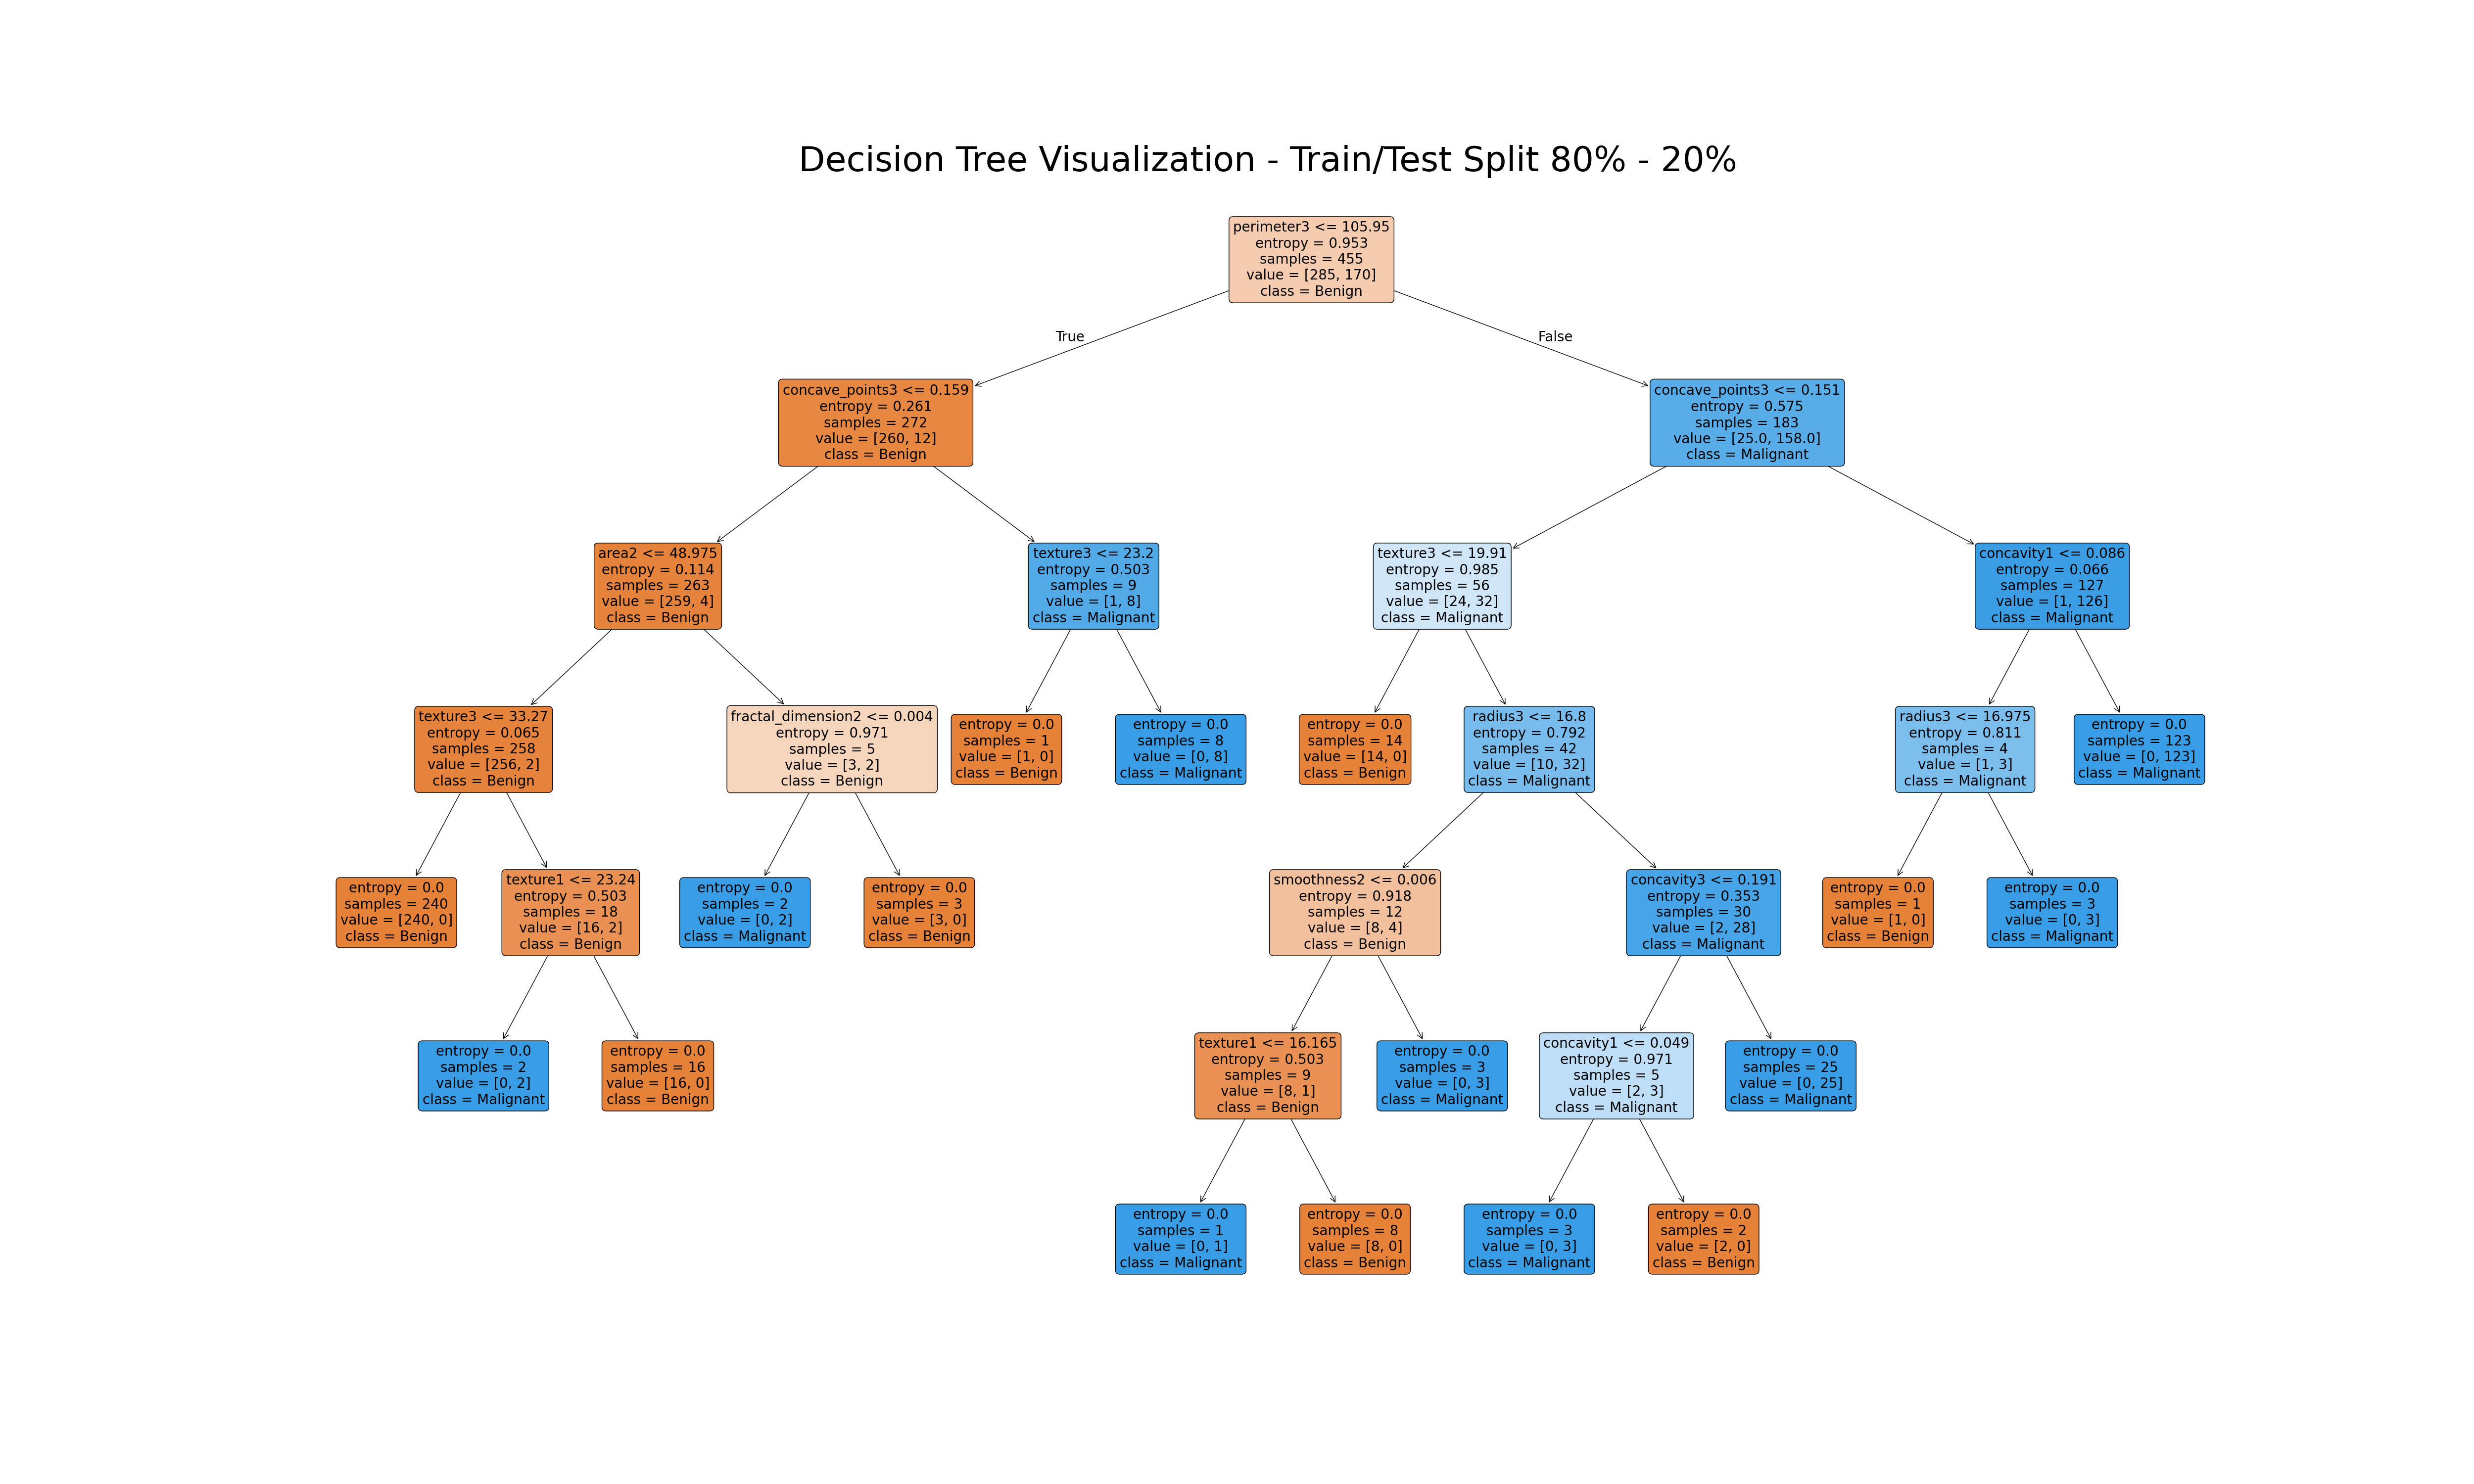 Decision Tree Visualization - Train/Test Split 80% - 20%
perimeter3 <= 105.95
entropy = 0.953
samples = 455
value = [285, 170]
class = Benign
True
False
concave_points3 <= 0.159
entropy = 0.261
samples = 272
value = [260, 12]
class = Benign
concave_points3 <= 0.151
entropy = 0.575
samples = 183
value = [25.0, 158.0]
class = Malignant
area2 <= 48.975
entropy = 0.114
samples = 263
value = [259, 4]
class = Benign
texture3 <= 23.2
entropy = 0.503
samples = 9
value = [1, 8]
class = Malignant
texture3 <= 19.91
entropy = 0.985
samples = 56
value = [24, 32]
class = Malignant
concavity1 <= 0.086
entropy = 0.066
samples = 127
value = [1, 126]
class = Malignant
texture3 <= 33.27
entropy = 0.065
samples = 258
value = [256, 2]
class = Benign
fractal_dimension2 <= 0.004
entropy = 0.971
samples = 5
value = [3, 2]
class = Benign
entropy = 0.0
samples = 1
value = [1, 0]
class = Benign
entropy = 0.0
samples = 8
value = [0, 8]
class = Malignant
entropy = 0.0
samples = 14
value = [14, 0]
class = Benign
radius3 <= 16.8
entropy = 0.792
samples = 42
value = [10, 32]
class = Malignant
radius3 <= 16.975
entropy = 0.811
samples = 4
value = [1, 3]
class = Malignant
entropy = 0.0
samples = 123
value = [0, 123]
class = Malignant
entropy = 0.0
samples = 240
value = [240, 0]
class = Benign
texture1 <= 23.24
entropy = 0.503
samples = 18
value = [16, 2]
class = Benign
entropy = 0.0
samples = 2
value = [0, 2]
class = Malignant
entropy = 0.0
samples = 3
value = [3, 0]
class = Benign
smoothness2 <= 0.006
entropy = 0.918
samples = 12
value = [8, 4]
class = Benign
concavity3 <= 0.191
entropy = 0.353
samples = 30
value = [2, 28]
class = Malignant
entropy = 0.0
samples = 1
value = [1, 0]
class = Benign
entropy = 0.0
samples = 3
value = [0, 3]
class = Malignant
entropy = 0.0
samples = 2
value = [0, 2]
class = Malignant
entropy = 0.0
samples = 16
value = [16, 0]
class = Benign
texture1 <= 16.165
entropy = 0.503
samples = 9
value = [8, 1]
class = Benign
entropy = 0.0
samples = 3
value = [0, 3]
class = Malignant
concavity1 <= 0.049
entropy = 0.971
samples = 5
value = [2, 3]
class = Malignant
entropy = 0.0
samples = 25
value = [0, 25]
class = Malignant
entropy = 0.0
samples = 1
value = [0, 1]
class = Malignant
entropy = 0.0
samples = 8
value = [8, 0]
class = Benign
entropy = 0.0
samples = 3
value = [0, 3]
class = Malignant
entropy = 0.0
samples = 2
value = [2, 0]
class = Benign